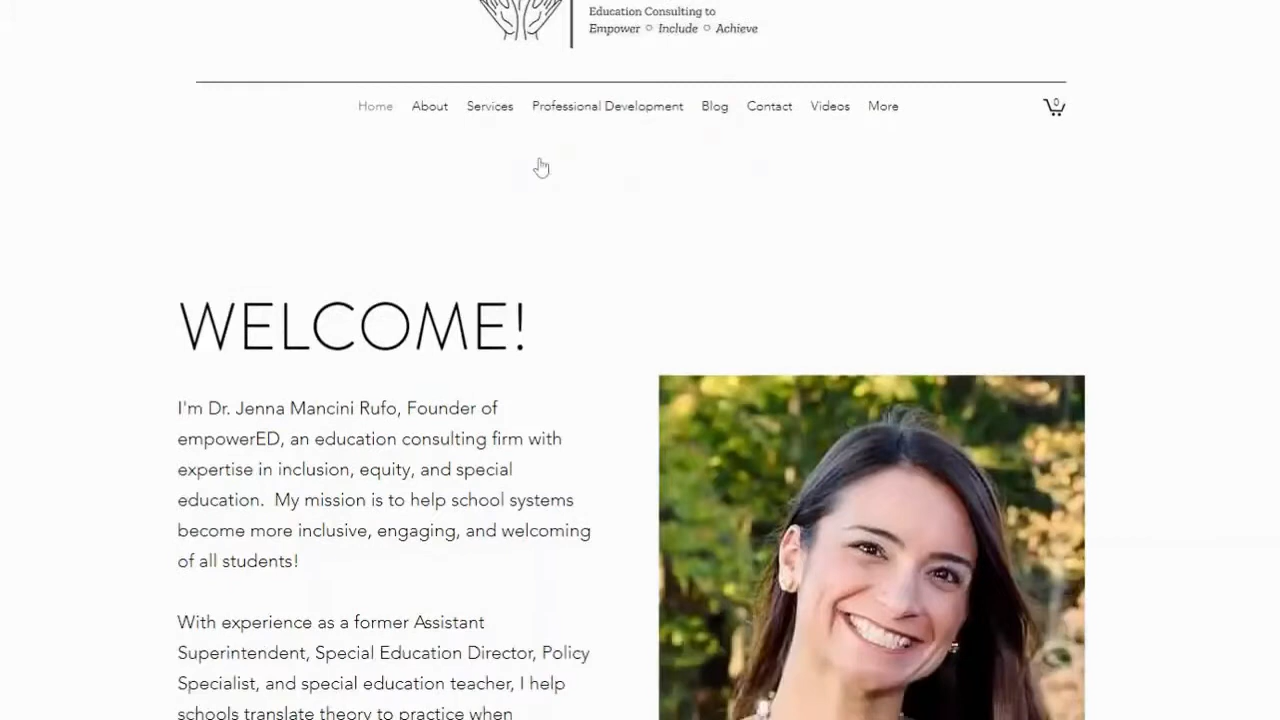 Education Consulting to
Empower ○ Include ○ Achieve
Home About Services Professional Development Blog Contact Videos More
0
WELCOME!
I'm Dr. Jenna Mancini Rufo, Founder of
empowerED, an education consulting firm with
expertise in inclusion, equity, and special
education.  My mission is to help school systems
become more inclusive, engaging, and welcoming
of all students!
With experience as a former Assistant
Superintendent, Special Education Director, Policy
Specialist, and special education teacher, I help
schools translate theory to practice when